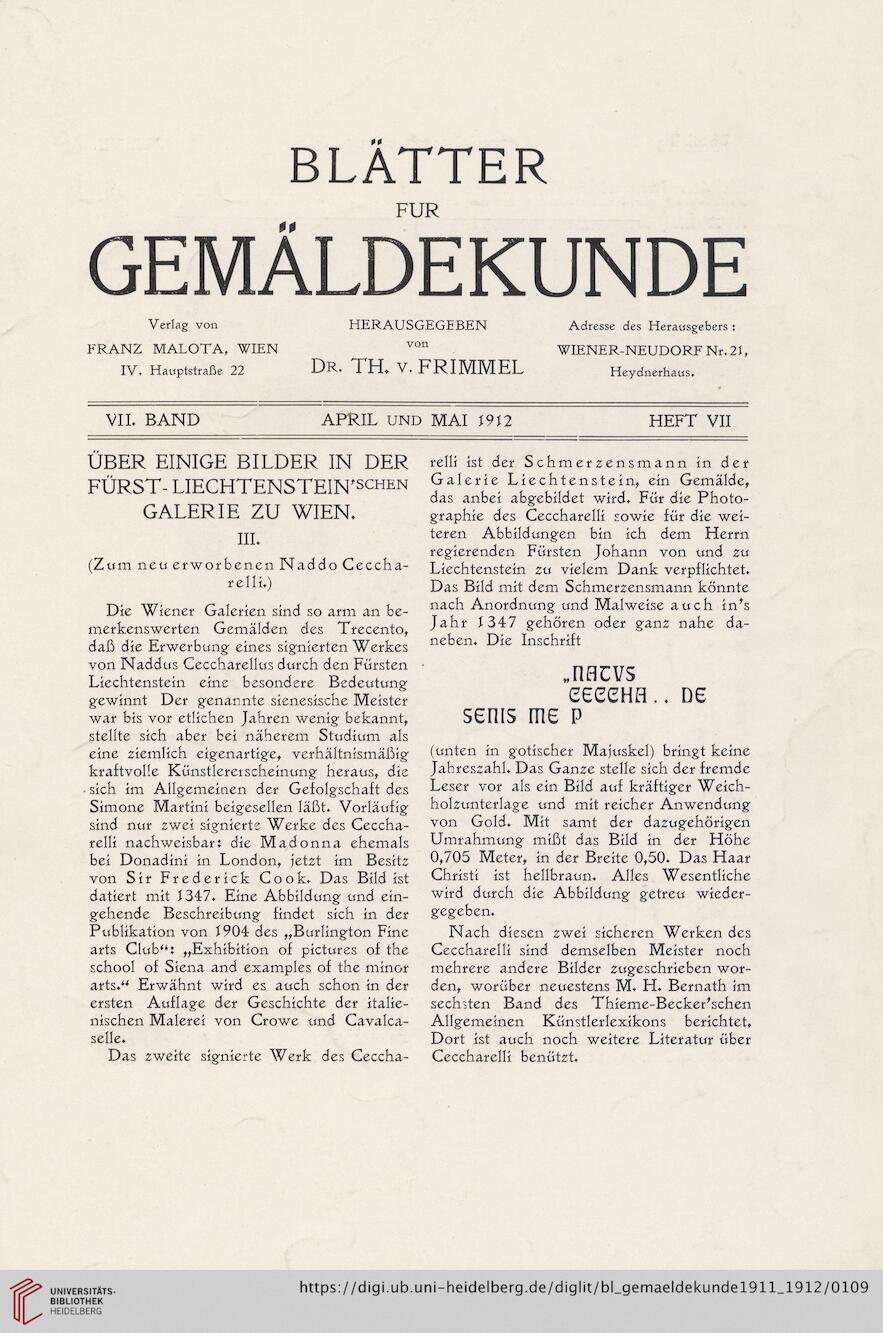 BLÄTTER
FUR
GEMÄLDEKUNDE
Verlag von
FRANZ MALOTA, WIEN
IV. Hauptstraße 22
HERAUSGEGEBEN
von
DR. TH. v. FRIMMEL
Adresse des Herausgebers:
WIENER-NEUDORF Nr. 21,
Heydnerhaus.
VII. BAND APRIL UND MAI 1912 HEFT VII
ÜBER EINIGE BILDER IN DER
FÜRST-LIECHTENSTEIN'SCHEN
GALERIE ZU WIEN.
III.
(Zum neu erworbenen Naddo Ceccha-
relli.)
Die Wiener Galerien sind so arm an be-
merkenswerten Gemälden des Trecento,
daß die Erwerbung eines signierten Werkes
von Naddus Ceccharellus durch den Fürsten
Liechtenstein eine besondere Bedeutung
gewinnt Der genannte sienesische Meister
war bis vor etlichen Jahren wenig bekannt,
stellte sich aber bei näherem Studium als
eine ziemlich eigenartige, verhältnismäßig
kraftvolle Künstlererscheinung heraus, die
sich im Allgemeinen der Gefolgschaft des
Simone Martini beigesellen läßt. Vorläufig
sind nur zwei signierte Werke des Ceccha-
relli nachweisbar: die Madonna ehemals
bei Donadini in London, jetzt im Besitz
von Sir Frederick Cook. Das Bild ist
datiert mit 1347. Eine Abbildung und ein-
gehende Beschreibung findet sich in der
Publikation von 1904 des „Burlington Fine
arts Club“: „Exhibition of pictures of the
school of Siena and examples of the minor
arts.“ Erwähnt wird es auch schon in der
ersten Auflage der Geschichte der italie-
nischen Malerei von Crowe und Cavalca-
selle.
Das zweite signierte Werk des Ceccha-
relli ist der Schmerzensmann in der
Galerie Liechtenstein, ein Gemälde,
das anbei abgebildet wird. Für die Photo-
graphie des Ceccharelli sowie für die wei-
teren Abbildungen bin ich dem Herrn
regierenden Fürsten Johann von und zu
Liechtenstein zu vielem Dank verpflichtet.
Das Bild mit dem Schmerzensmann könnte
nach Anordnung und Malweise auch in's
Jahr 1347 gehören oder ganz nahe da-
neben. Die Inschrift
„NACVS
CECCHA . . DE
SENIS ME P
(unten in gotischer Majuskel) bringt keine
Jahreszahl. Das Ganze stelle sich der fremde
Leser vor als ein Bild auf kräftiger Weich-
holzunterlage und mit reicher Anwendung
von Gold. Mit samt der dazugehörigen
Umrahmung mißt das Bild in der Höhe
0,705 Meter, in der Breite 0,50. Das Haar
Christi ist hellbraun. Alles Wesentliche
wird durch die Abbildung getreu wieder-
gegeben.
Nach diesen zwei sicheren Werken des
Ceccharelli sind demselben Meister noch
mehrere andere Bilder zugeschrieben wor-
den, worüber neuestens M. H. Bernath im
sechsten Band des Thieme-Becker'schen
Allgemeinen Künstlerlexikons berichtet.
Dort ist auch noch weitere Literatur über
Ceccharelli benützt.
UNIVERSITÄTS-
BIBLIOTHEK
HEIDELBERG
https://digi.ub.uni-heidelberg.de/diglit/bl_gemaeldekunde1911_1912/0109